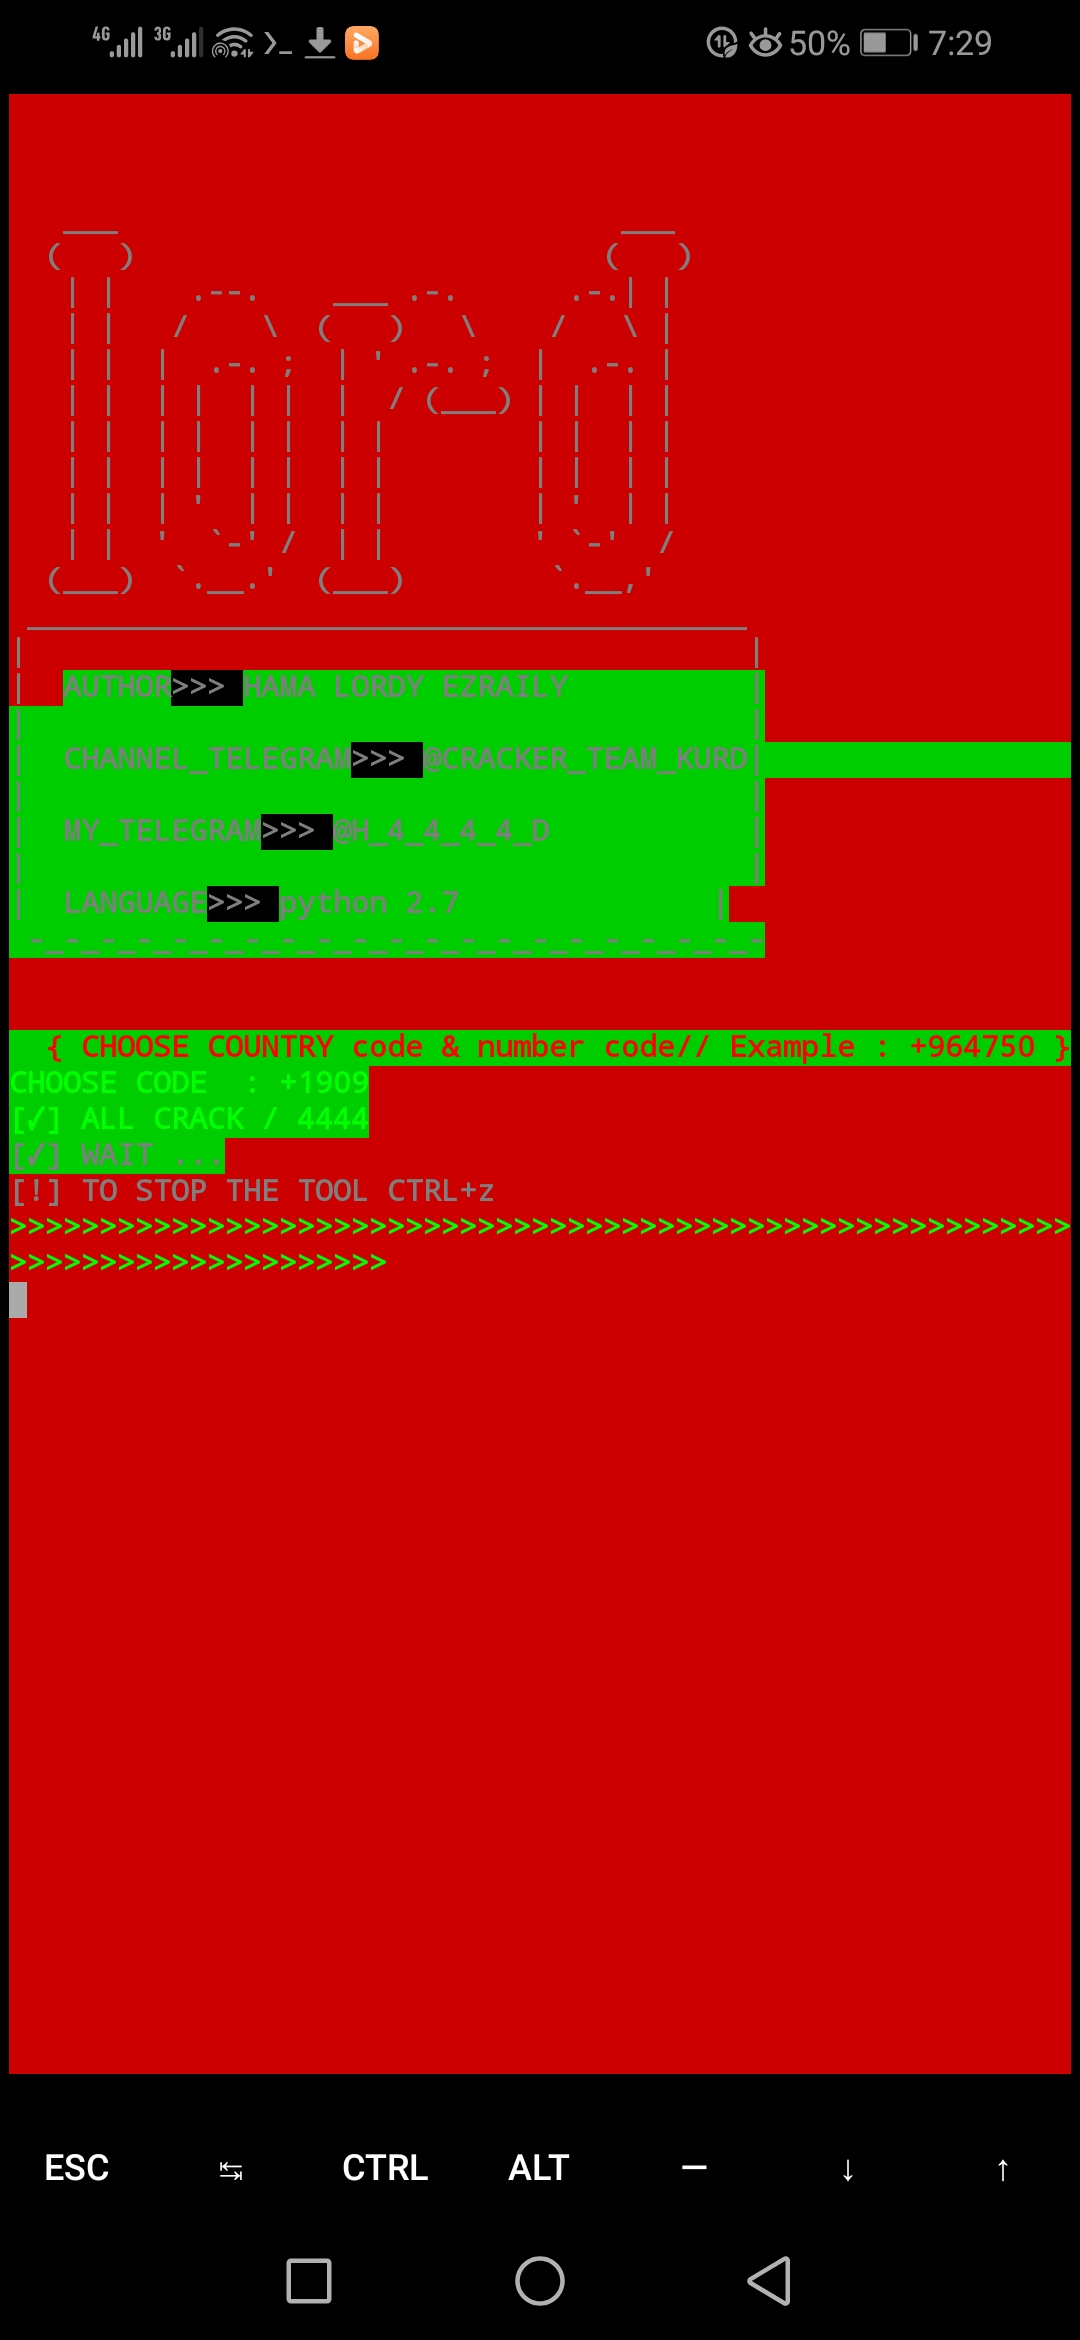 4G 3G 50% 7:29
lord
AUTHOR>>> HAMA LORDY EZRAILY
CHANNEL_TELEGRAM>>> @CRACKER_TEAM_KURD
MY_TELEGRAM>>> @H_4_4_4_4_D
LANGUAGE>>> python 2.7
{ CHOOSE COUNTRY code & number code// Example : +964750 }
CHOOSE CODE  : +1909
[✓] ALL CRACK / 4444
[✓] WAIT ...
[!] TO STOP THE TOOL CTRL+z
>>>>>>>>>>>>>>>>>>>>>>>>>>>>>>>>>>>>>>>>>>>>>>>>>>>>>>>>>>>
>>>>>>>>>>>>>>>>>>>>>
ESC ↹ CTRL ALT — ↓ ↑